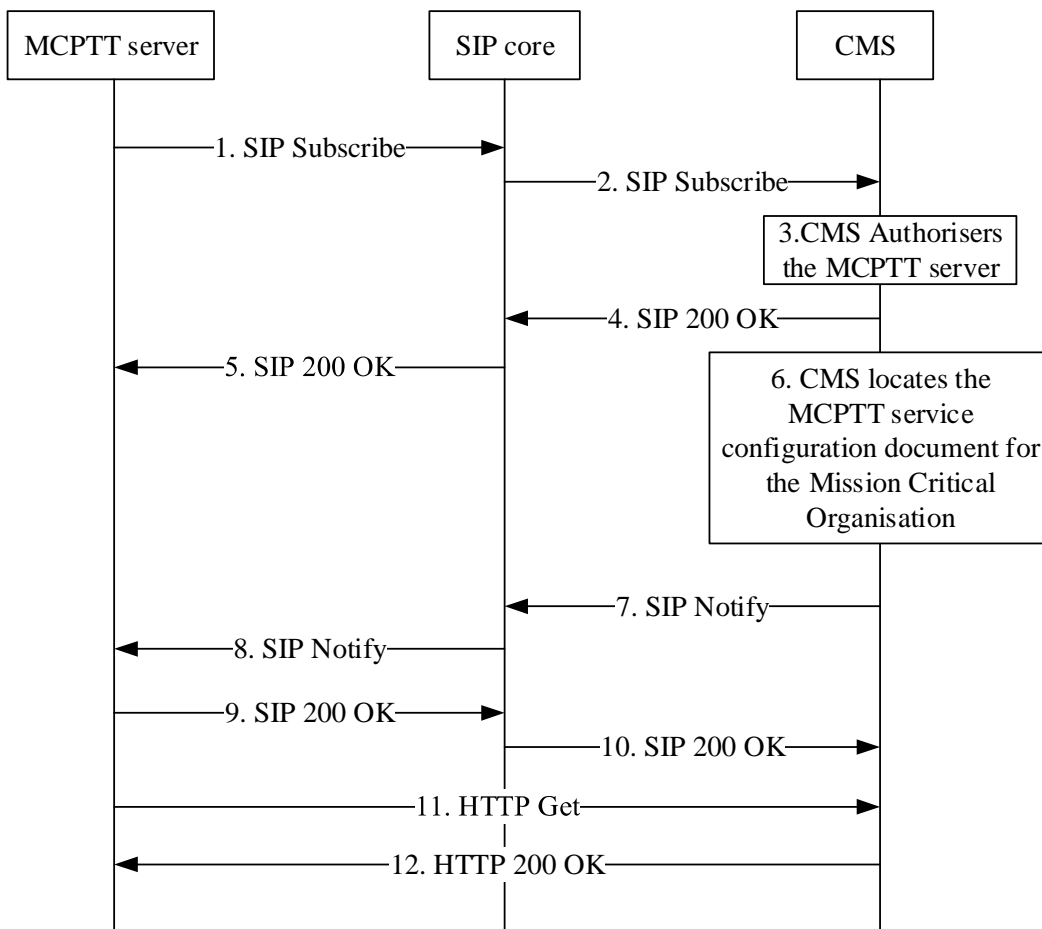 MCPTT server
SIP core
CMS
1. SIP Subscribe
2. SIP Subscribe
3.CMS Authorisers
the MCPTT server
4. SIP 200 OK
5. SIP 200 OK
6. CMS locates the
MCPTT service
configuration document for
the Mission Critical
Organisation
7. SIP Notify
8. SIP Notify
9. SIP 200 OK
10. SIP 200 OK
11. HTTP Get
12. HTTP 200 OK